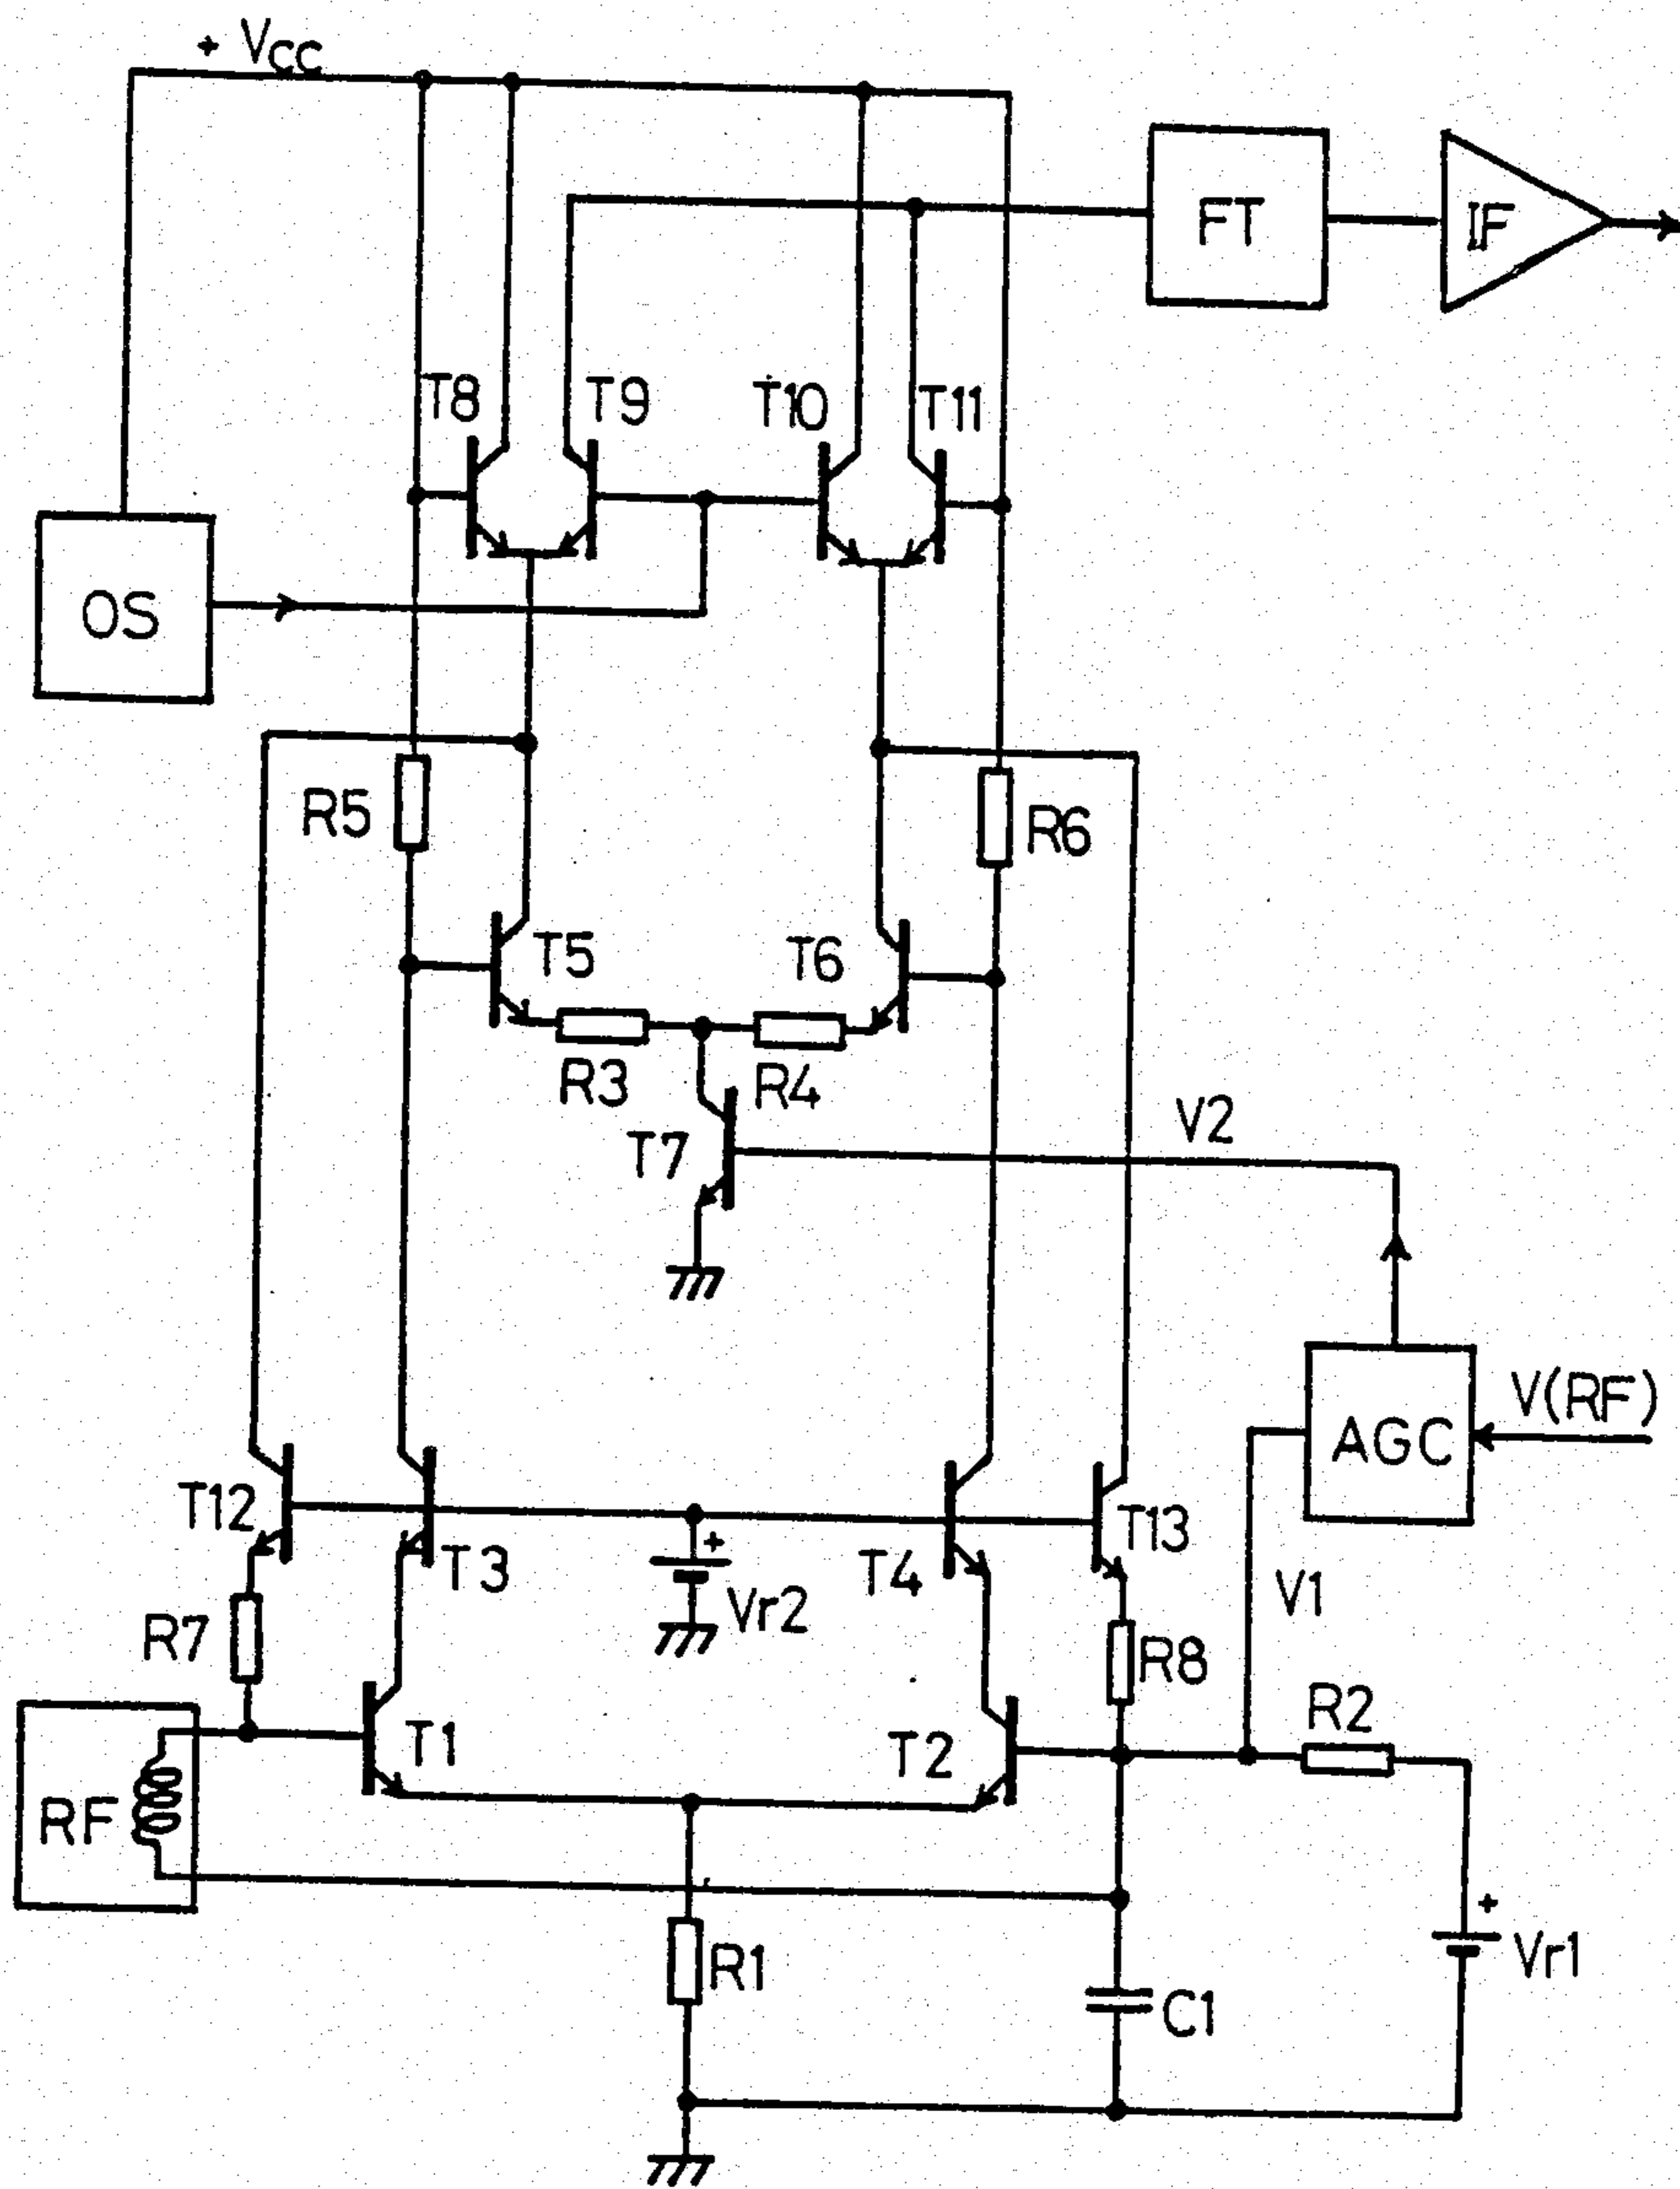 + VCC
FT
IF
T8
T9
T10
T11
OS
R5
R6
T5
T6
R3
R4
T7
V2
V(RF)
AGC
T12
T3
+
Vr2
T4
T13
V1
R7
R8
R2
T1
T2
RF
R1
+
Vr1
C1